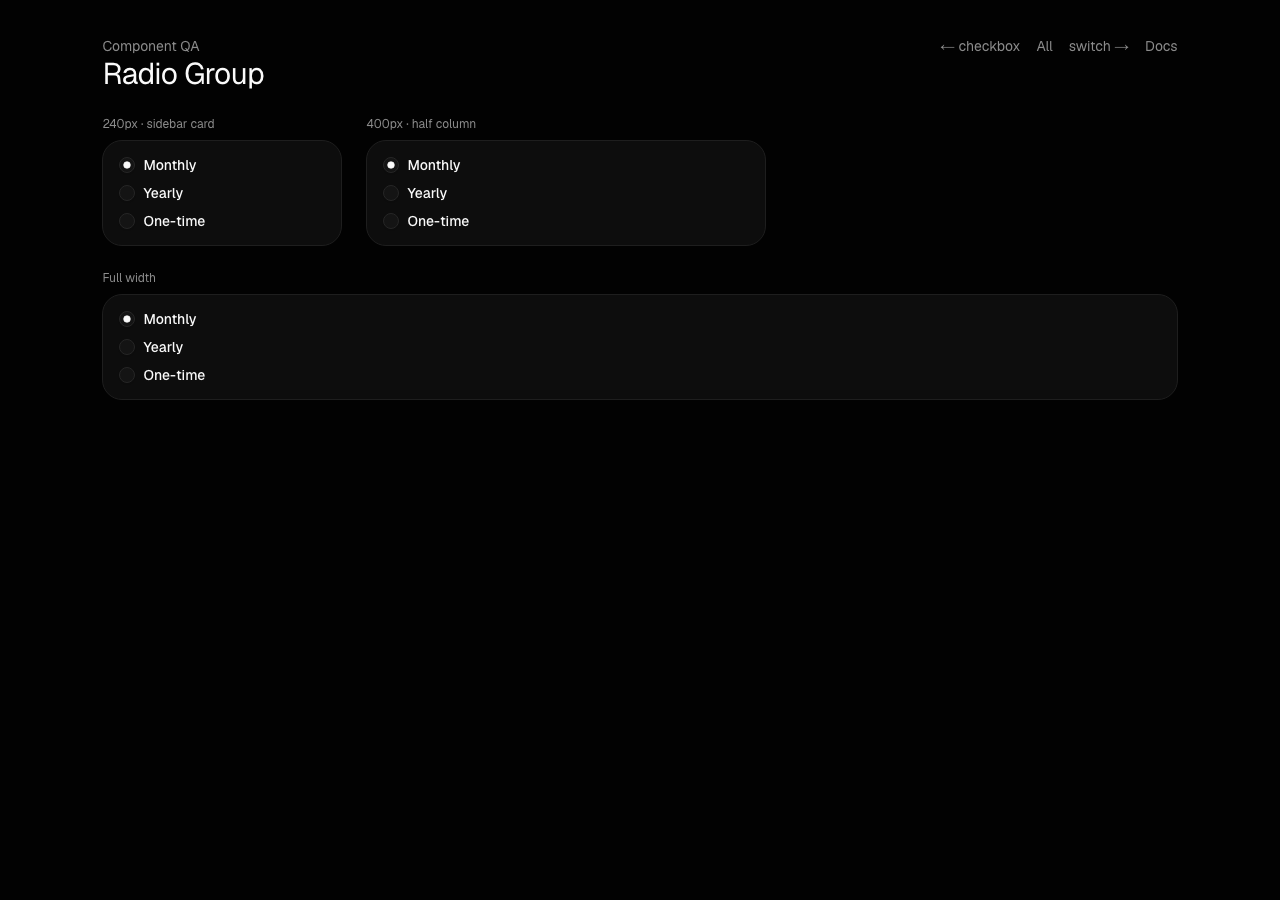 Component QA
← checkbox All switch → Docs
Radio Group
240px · sidebar card
Monthly
Yearly
One-time
400px · half column
Monthly
Yearly
One-time
Full width
Monthly
Yearly
One-time